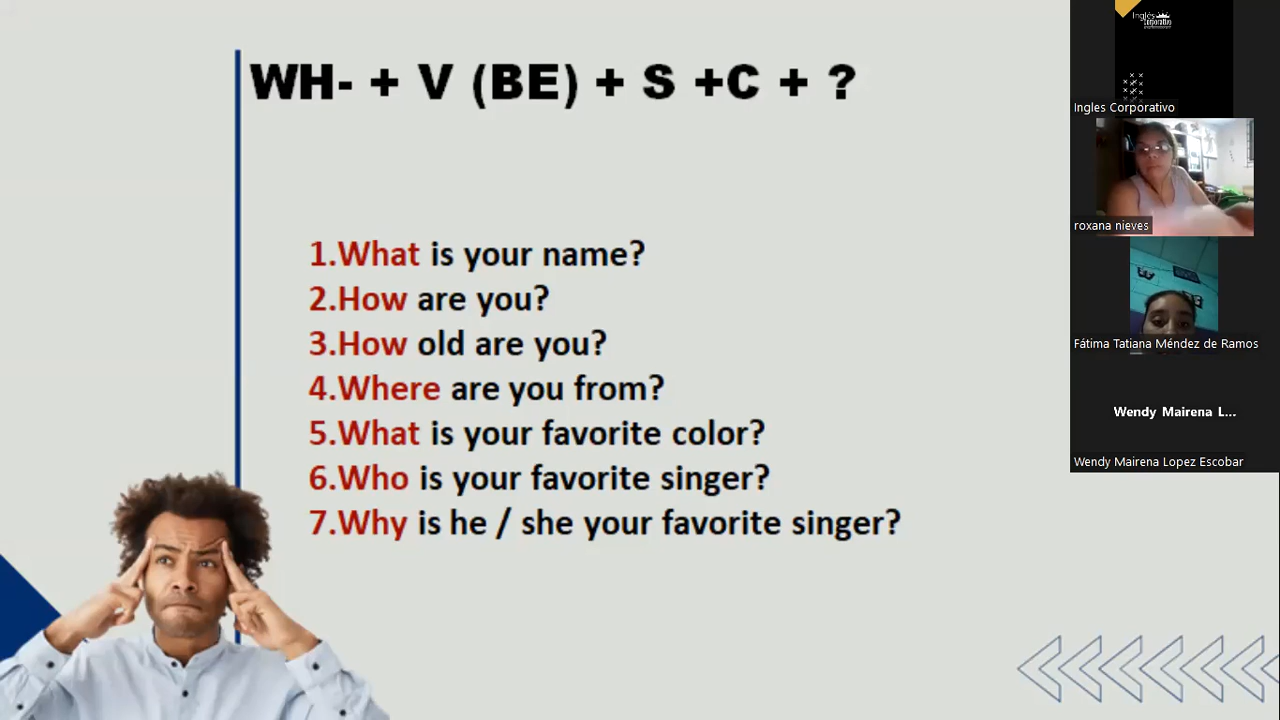 WH- + V (BE) + S +C + ?
1.What is your name?
2.How are you?
3.How old are you?
4.Where are you from?
5.What is your favorite color?
6.Who is your favorite singer?
7.Why is he / she your favorite singer?
Inglés
Corporativo
Ingles Corporativo
roxana nieves
Fátima Tatiana Méndez de Ramos
Wendy Mairena L...
Wendy Mairena Lopez Escobar